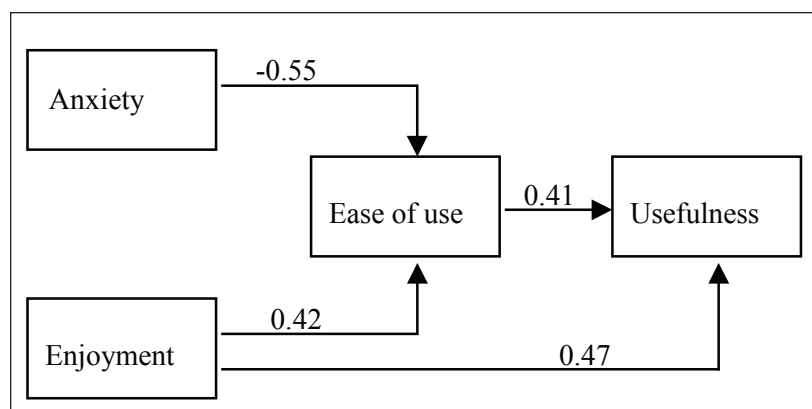 -0.55
Anxiety
Ease of use
0.41
Usefulness
0.42
Enjoyment
0.47